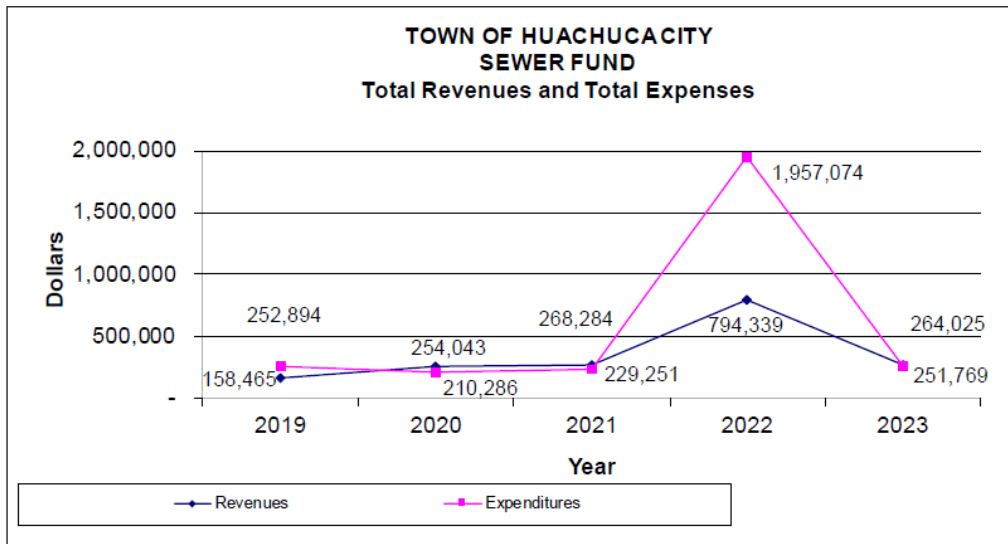 TOWN OF HUACHUCACITY
SEWER FUND
Total Revenues and Total Expenses
Dollars
2,000,000
1,500,000
1,000,000
500,000
-
252,894
158,465
254,043
210,286
268,284
229,251
1,957,074
794,339
264,025
251,769
2019 2020 2021 2022 2023
Year
Revenues Expenditures